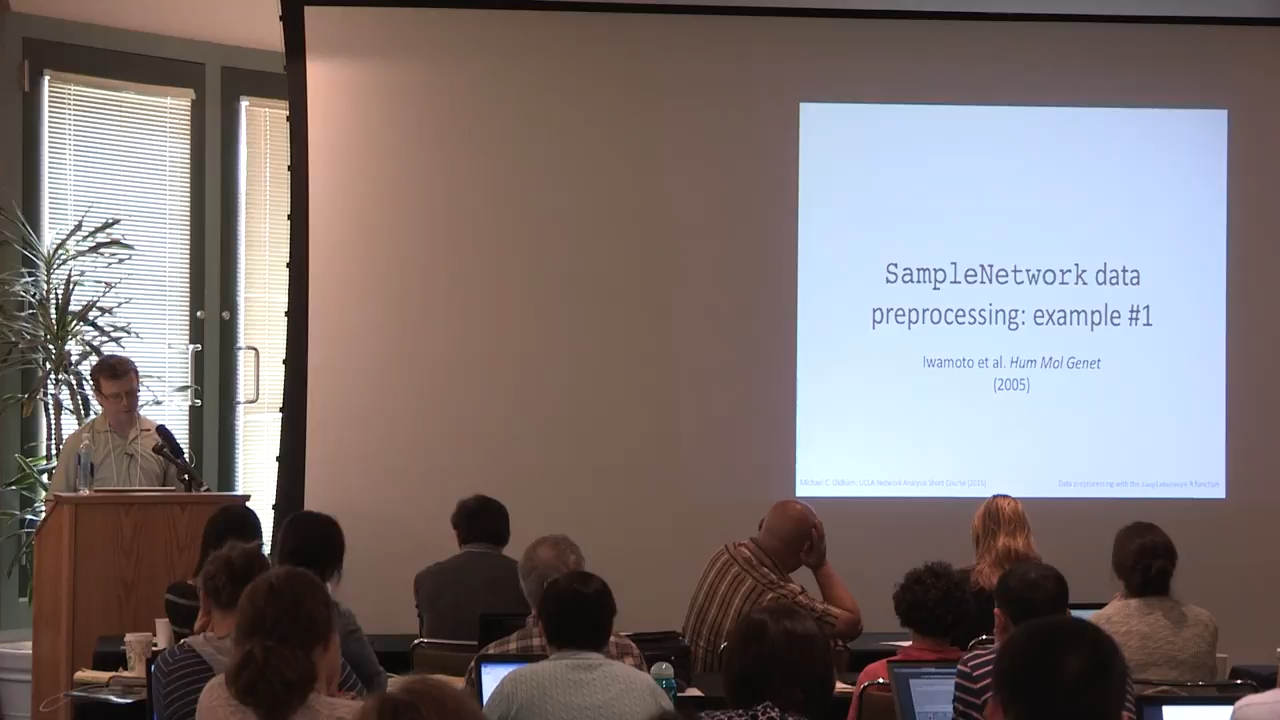 SampleNetwork data
preprocessing: example #1
Iwamoto et al. Hum Mol Genet
(2005)
Michael C. Oldham: UCLA Network Analysis Short Course (2015)
Data preprocessing with the SampleNetwork R function